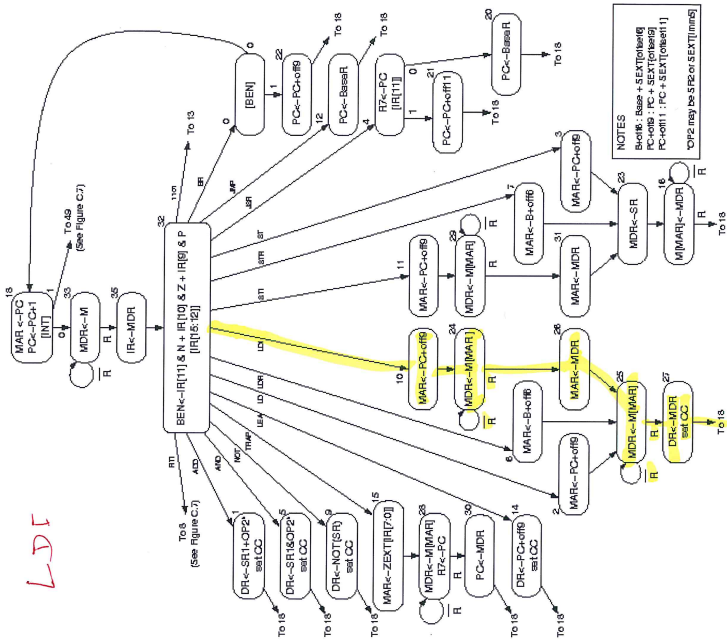 LDI
18
MAR <-PC
PC<-PC+1
[INT]
0
1
To 49
(See Figure C.7)
33
MDR<-M
R
R
35
IR<-MDR
32
BEN<-IR[11] & N + IR[10] & Z + IR[9] & P
[IR[15:12]]
RTI
To 8
(See Figure C.7)
ADD
AND
NOT
TRAP
LEA
LD
LDR
LDI
STI
STR
ST
JSR
JMP
BR
1101
To 13
1
DR<-SR1+OP2*
set CC
To 18
5
DR<-SR1&OP2*
set CC
To 18
9
DR<-NOT(SR)
set CC
To 18
15
MAR<-ZEXT[IR[7:0]]
28
MDR<-M[MAR]
R7<-PC
R
R
30
PC<-MDR
To 18
14
DR<-PC+off9
set CC
To 18
2
MAR<-PC+off9
6
MAR<-B+off6
10
MAR<-PC+off9
24
MDR<-M[MAR]
R
R
26
MAR<-MDR
25
MDR<-M[MAR]
R
R
27
DR<-MDR
set CC
To 18
11
MAR<-PC+off9
29
MDR<-M[MAR]
R
R
31
MAR<-MDR
7
MAR<-B+off6
3
MAR<-PC+off9
23
MDR<-SR
16
M[MAR]<-MDR
R
R
To 18
0
[BEN]
0
1
22
PC<-PC+off9
To 18
12
PC<-BaseR
To 18
4
R7<-PC
[IR[11]]
0
1
20
PC<-BaseR
To 18
21
PC<-PC+off11
To 18
NOTES
B+off6 : Base + SEXT[offset6]
PC+off9 : PC + SEXT[offset9]
PC+off11 : PC + SEXT[offset11]
*OP2 may be SR2 or SEXT[imm5]